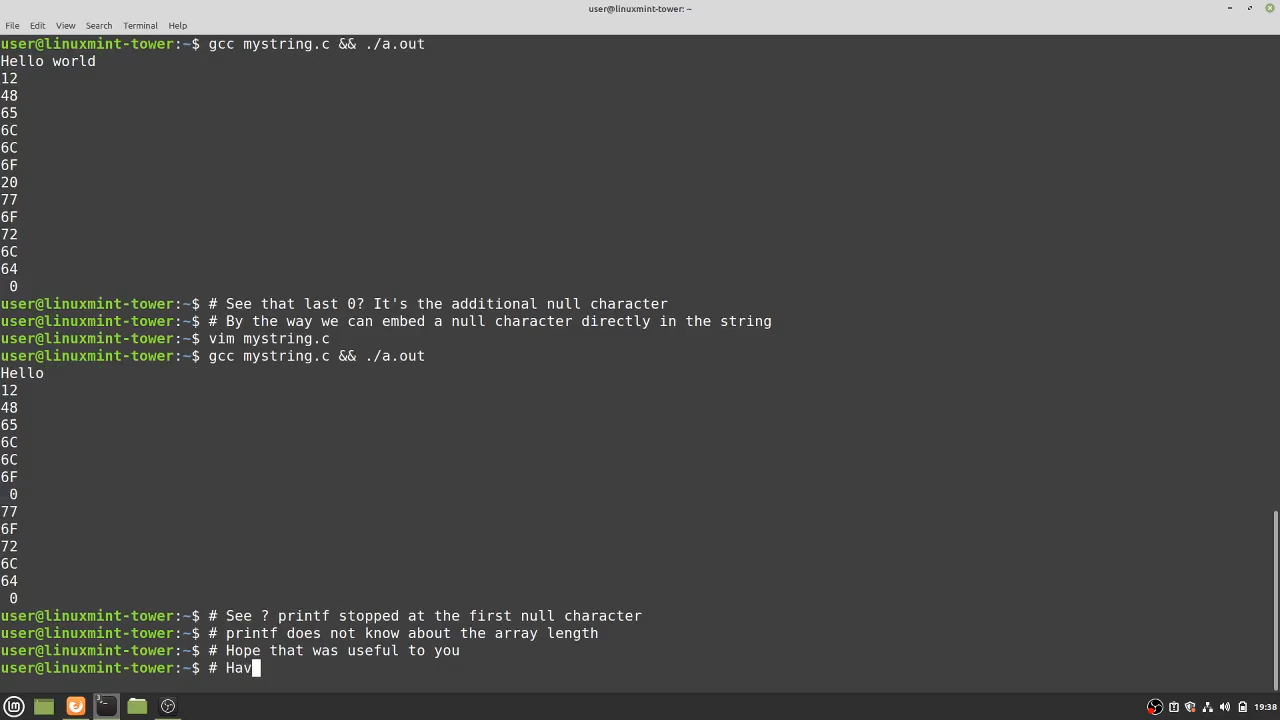 user@linuxmint-tower: ~
File Edit View Search Terminal Help
user@linuxmint-tower:~$ gcc mystring.c && ./a.out
Hello world
12
48
65
6C
6C
6F
20
77
6F
72
6C
64
 0
user@linuxmint-tower:~$ # See that last 0? It's the additional null character
user@linuxmint-tower:~$ # By the way we can embed a null character directly in the string
user@linuxmint-tower:~$ vim mystring.c
user@linuxmint-tower:~$ gcc mystring.c && ./a.out
Hello
12
48
65
6C
6C
6F
 0
77
6F
72
6C
64
 0
user@linuxmint-tower:~$ # See ? printf stopped at the first null character
user@linuxmint-tower:~$ # printf does not know about the array length
user@linuxmint-tower:~$ # Hope that was useful to you
user@linuxmint-tower:~$ # Hav
3
19:38